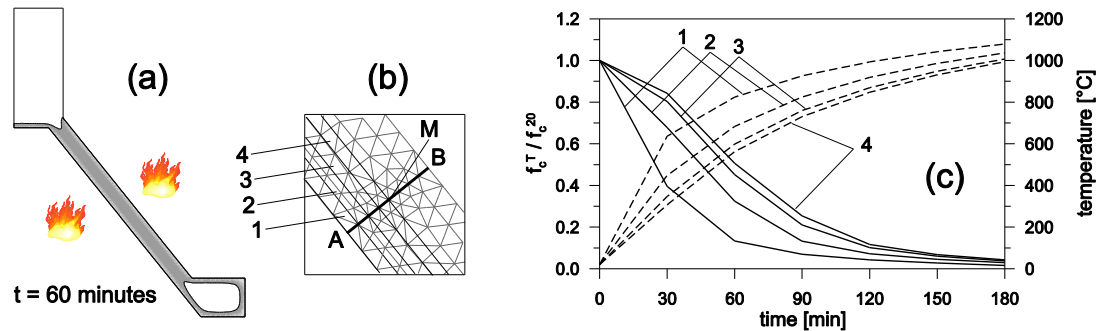 (a)
t = 60 minutes
(b)
M
B
4
3
2
1
A
(c)
1 2 3
4
f_c^T / f_c^20
1.2
1.0
0.8
0.6
0.4
0.2
0.0
1200
1000
800
600
400
200
0
temperature [°C]
0 30 60 90 120 150 180
time [min]